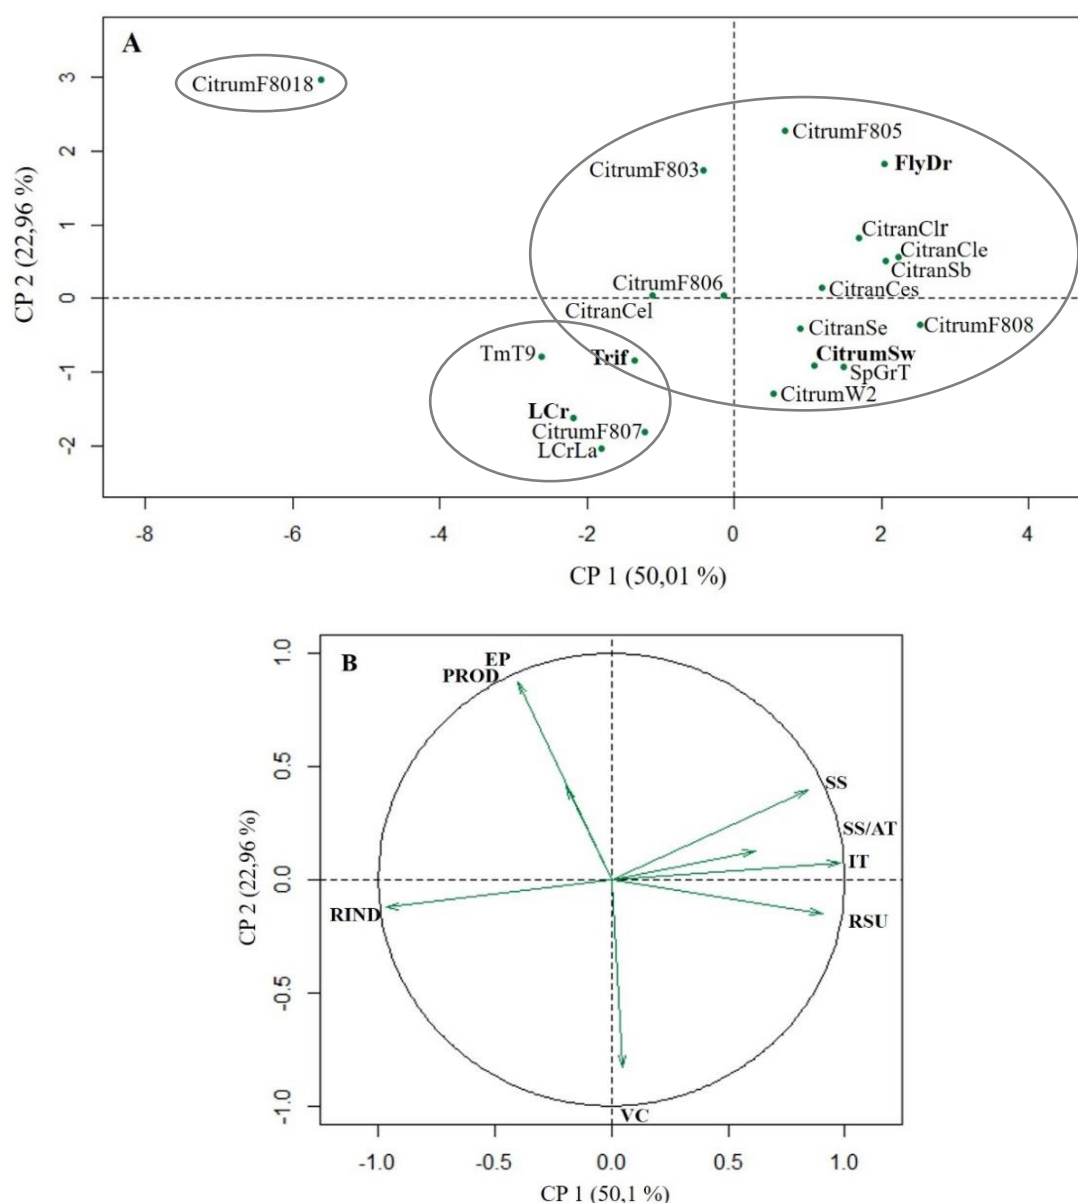 A
3
2
1
0
-1
-2
CP 2 (22,96 %)
CitrumF8018
CitrumF805
CitrumF803
FlyDr
CitranClr
CitranCle
CitranSb
CitrumF806
CitranCes
CitranCel
CitranSe
CitrumF808
TmT9
Trif
CitrumSw
SpGrT
CitrumW2
LCr
CitrumF807
LCrLa
-8 -6 -4 -2 0 2 4
CP 1 (50,01 %)
B
1.0
0.5
0.0
-0.5
-1.0
CP 2 (22,96 %)
EP
PROD
SS
SS/AT
IT
RIND
RSU
VC
-1.0 -0.5 0.0 0.5 1.0
CP 1 (50,1 %)